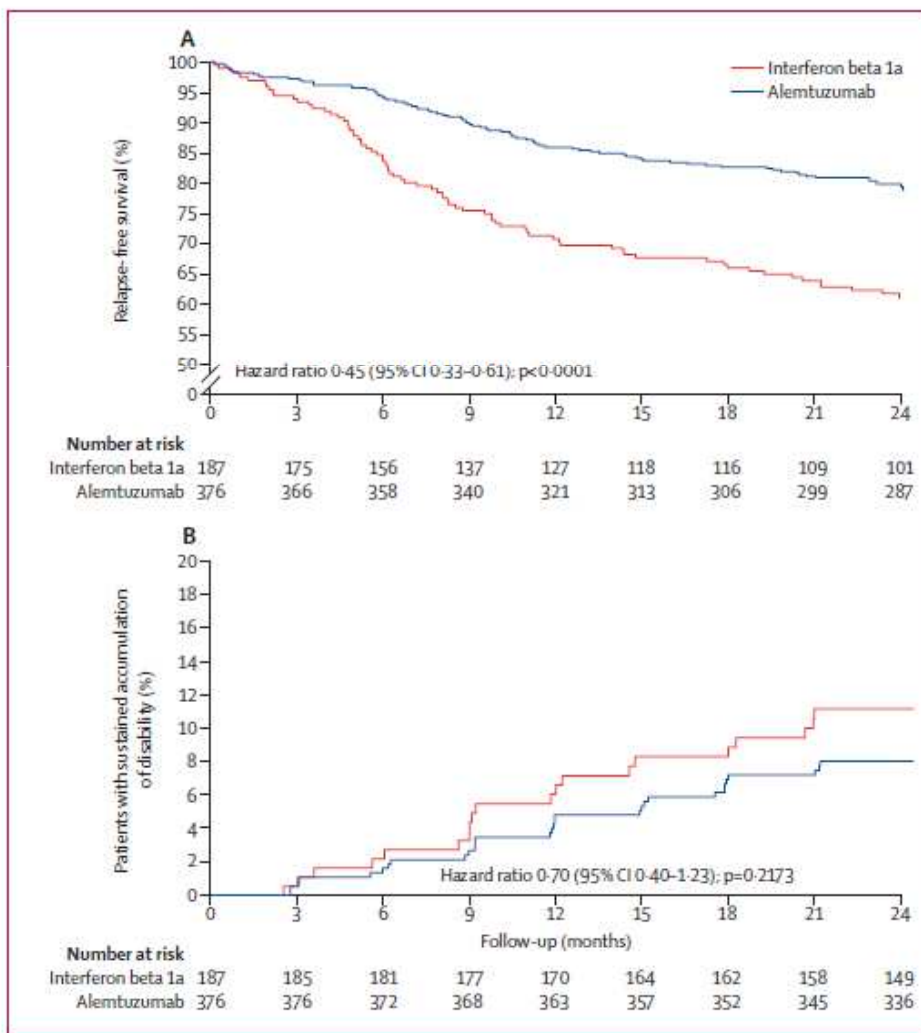 A
100
95
90
85
80
75
70
65
60
55
50
0
Relapse-free survival (%)
Interferon beta 1a
Alemtuzumab
Hazard ratio 0·45 (95% CI 0·33–0·61); p<0·0001
0 3 6 9 12 15 18 21 24
Number at risk
Interferon beta 1a 187 175 156 137 127 118 116 109 101
Alemtuzumab 376 366 358 340 321 313 306 299 287
B
20
18
16
14
12
10
8
6
4
2
0
Patients with sustained accumulation
of disability (%)
Hazard ratio 0·70 (95% CI 0·40–1·23); p=0·2173
0 3 6 9 12 15 18 21 24
Follow-up (months)
Number at risk
Interferon beta 1a 187 185 181 177 170 164 162 158 149
Alemtuzumab 376 376 372 368 363 357 352 345 336